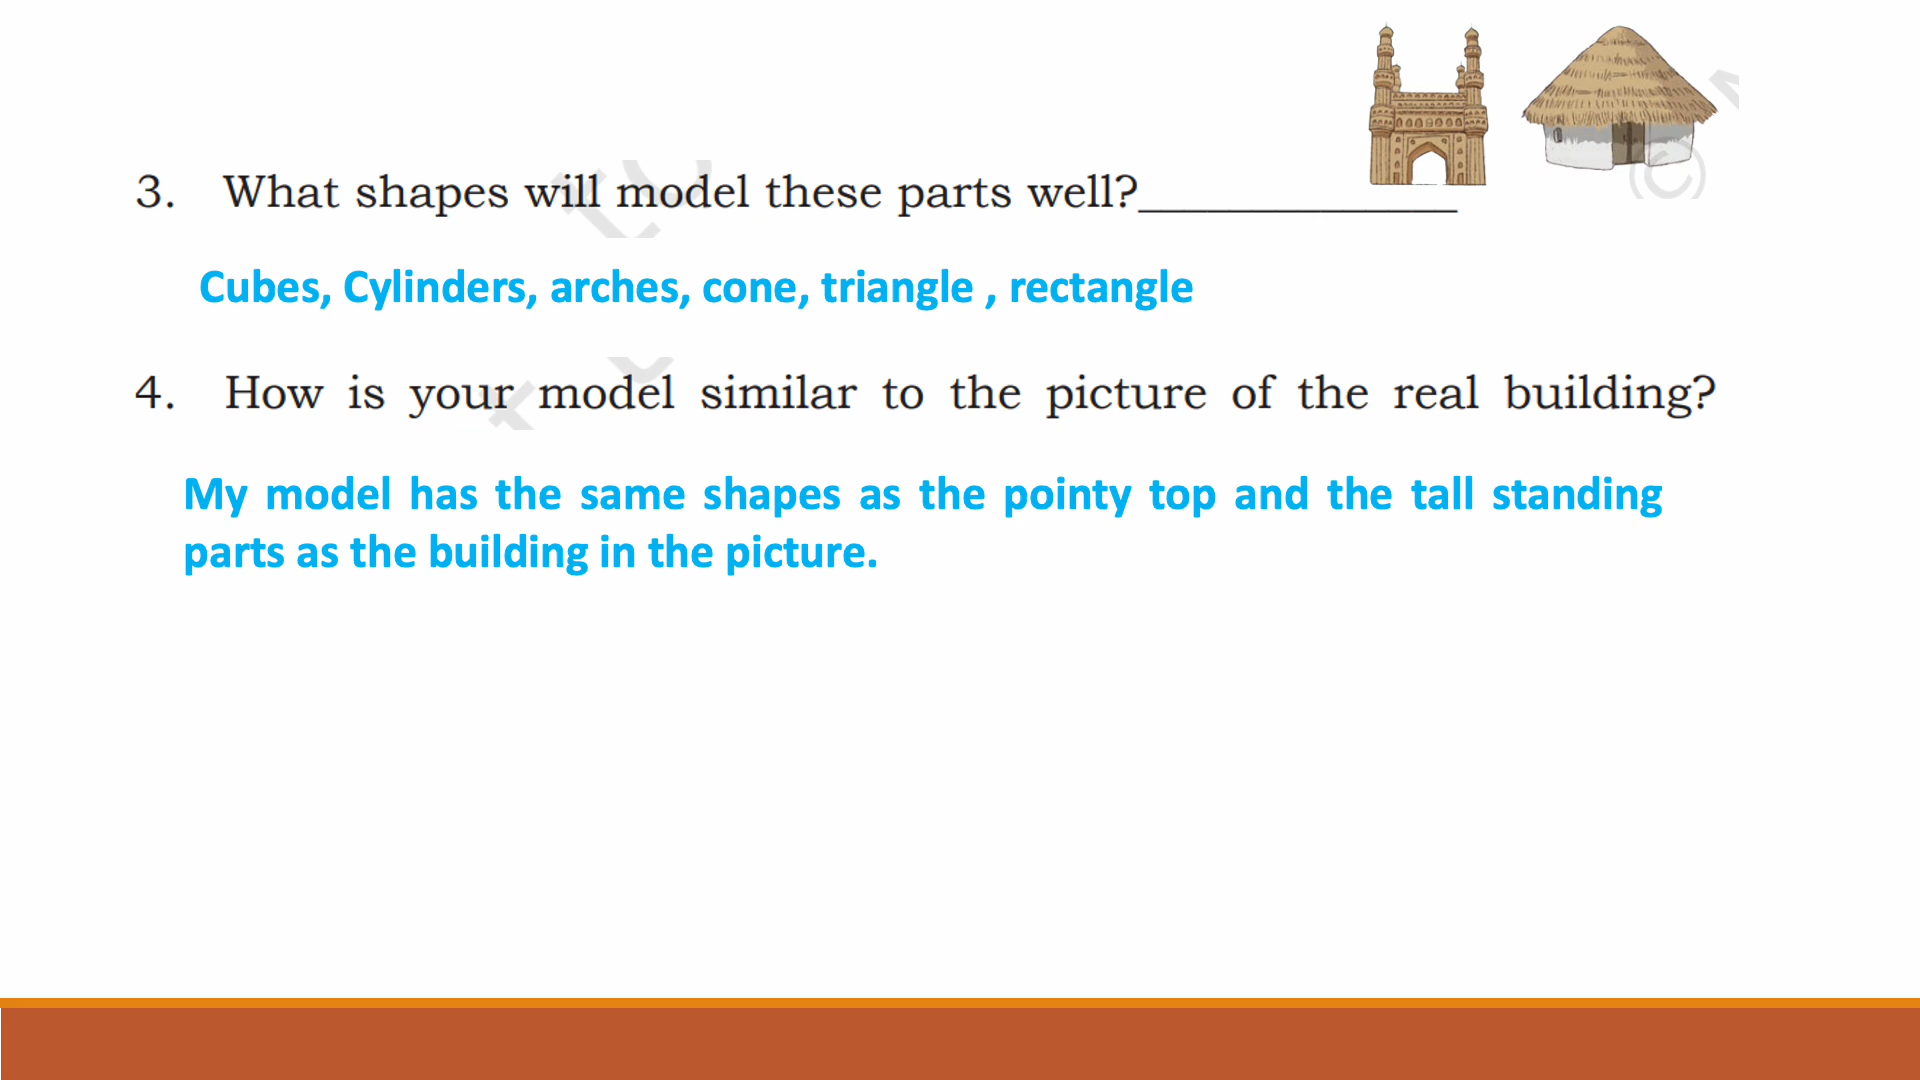 3. What shapes will model these parts well?______________
Cubes, Cylinders, arches, cone, triangle , rectangle
4. How is your model similar to the picture of the real building?
My model has the same shapes as the pointy top and the tall standing
parts as the building in the picture.